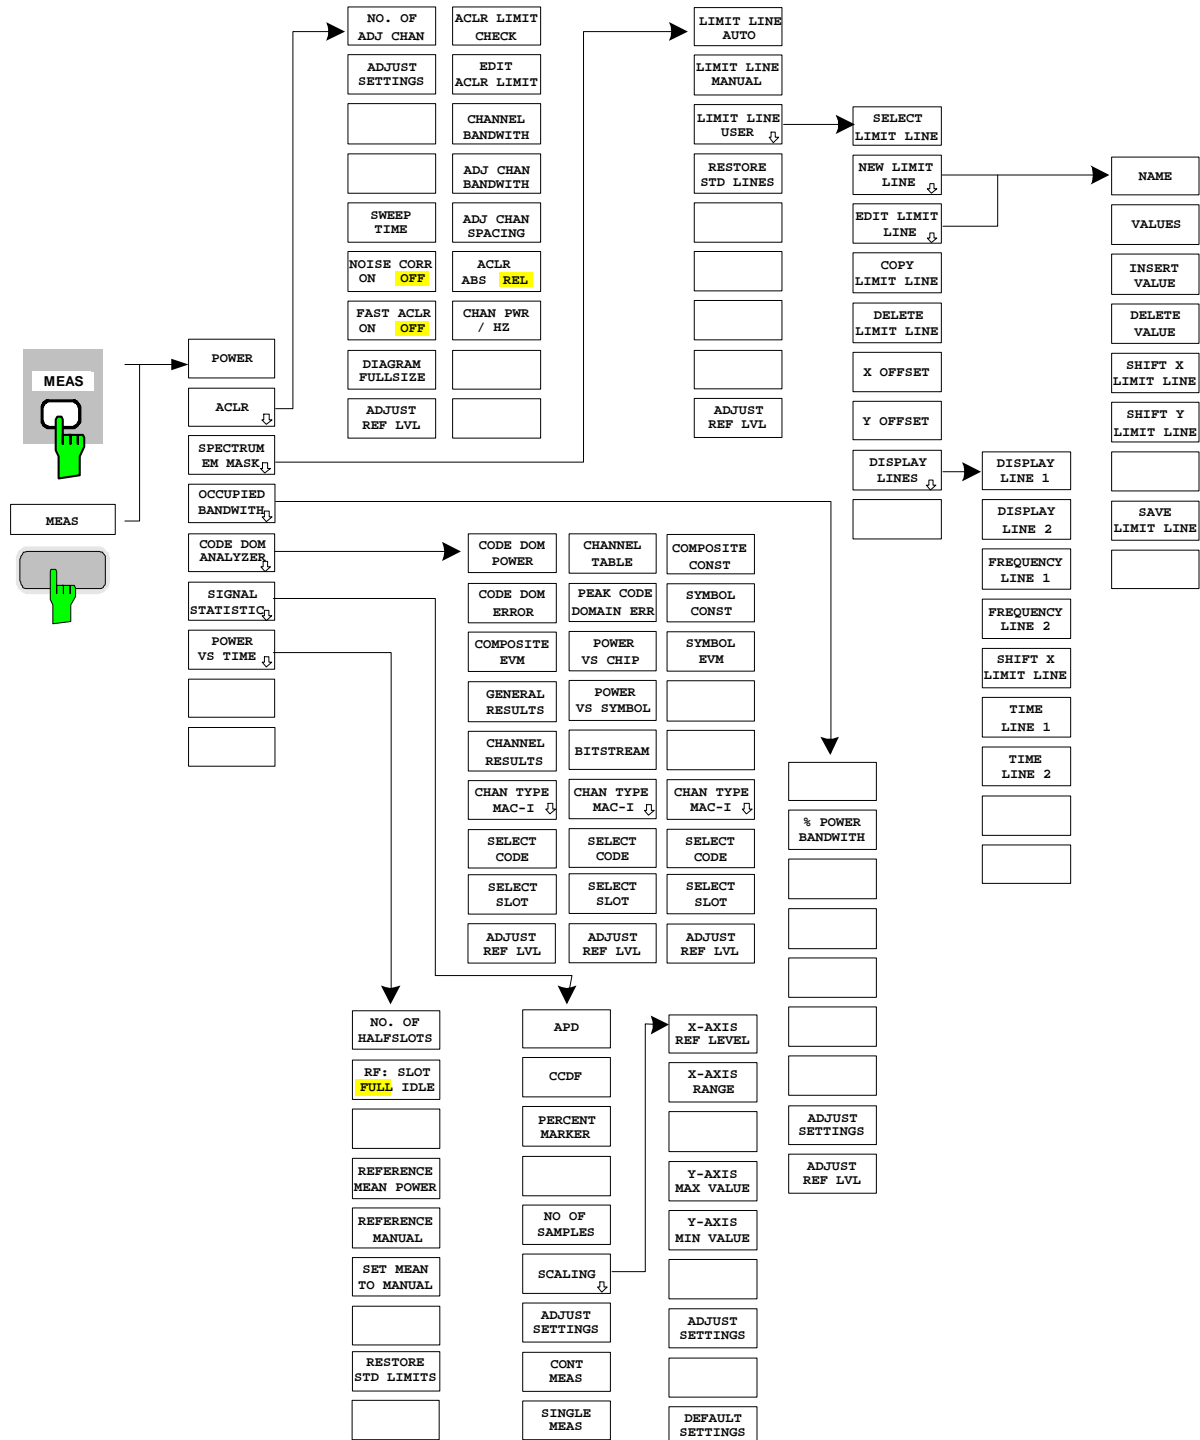 MEAS
MEAS
POWER
ACLR
SPECTRUM
EM MASK
OCCUPIED
BANDWITH
CODE DOM
ANALYZER
SIGNAL
STATISTIC
POWER
VS TIME
NO. OF
ADJ CHAN
ADJUST
SETTINGS
SWEEP
TIME
NOISE CORR
ON OFF
FAST ACLR
ON OFF
DIAGRAM
FULLSIZE
ADJUST
REF LVL
ACLR LIMIT
CHECK
EDIT
ACLR LIMIT
CHANNEL
BANDWITH
ADJ CHAN
BANDWITH
ADJ CHAN
SPACING
ACLR
ABS REL
CHAN PWR
/ HZ
LIMIT LINE
AUTO
LIMIT LINE
MANUAL
LIMIT LINE
USER
RESTORE
STD LINES
ADJUST
REF LVL
SELECT
LIMIT LINE
NEW LIMIT
LINE
EDIT LIMIT
LINE
COPY
LIMIT LINE
DELETE
LIMIT LINE
X OFFSET
Y OFFSET
DISPLAY
LINES
NAME
VALUES
INSERT
VALUE
DELETE
VALUE
SHIFT X
LIMIT LINE
SHIFT Y
LIMIT LINE
SAVE
LIMIT LINE
DISPLAY
LINE 1
DISPLAY
LINE 2
FREQUENCY
LINE 1
FREQUENCY
LINE 2
SHIFT X
LIMIT LINE
TIME
LINE 1
TIME
LINE 2
CODE DOM
POWER
CODE DOM
ERROR
COMPOSITE
EVM
GENERAL
RESULTS
CHANNEL
RESULTS
CHAN TYPE
MAC-I
SELECT
CODE
SELECT
SLOT
ADJUST
REF LVL
CHANNEL
TABLE
PEAK CODE
DOMAIN ERR
POWER
VS CHIP
POWER
VS SYMBOL
BITSTREAM
CHAN TYPE
MAC-I
SELECT
CODE
SELECT
SLOT
ADJUST
REF LVL
COMPOSITE
CONST
SYMBOL
CONST
SYMBOL
EVM
CHAN TYPE
MAC-I
SELECT
CODE
SELECT
SLOT
ADJUST
REF LVL
% POWER
BANDWITH
ADJUST
SETTINGS
ADJUST
REF LVL
NO. OF
HALFSLOTS
RF: SLOT
FULL IDLE
REFERENCE
MEAN POWER
REFERENCE
MANUAL
SET MEAN
TO MANUAL
RESTORE
STD LIMITS
APD
CCDF
PERCENT
MARKER
NO OF
SAMPLES
SCALING
ADJUST
SETTINGS
CONT
MEAS
SINGLE
MEAS
X-AXIS
REF LEVEL
X-AXIS
RANGE
Y-AXIS
MAX VALUE
Y-AXIS
MIN VALUE
ADJUST
SETTINGS
DEFAULT
SETTINGS